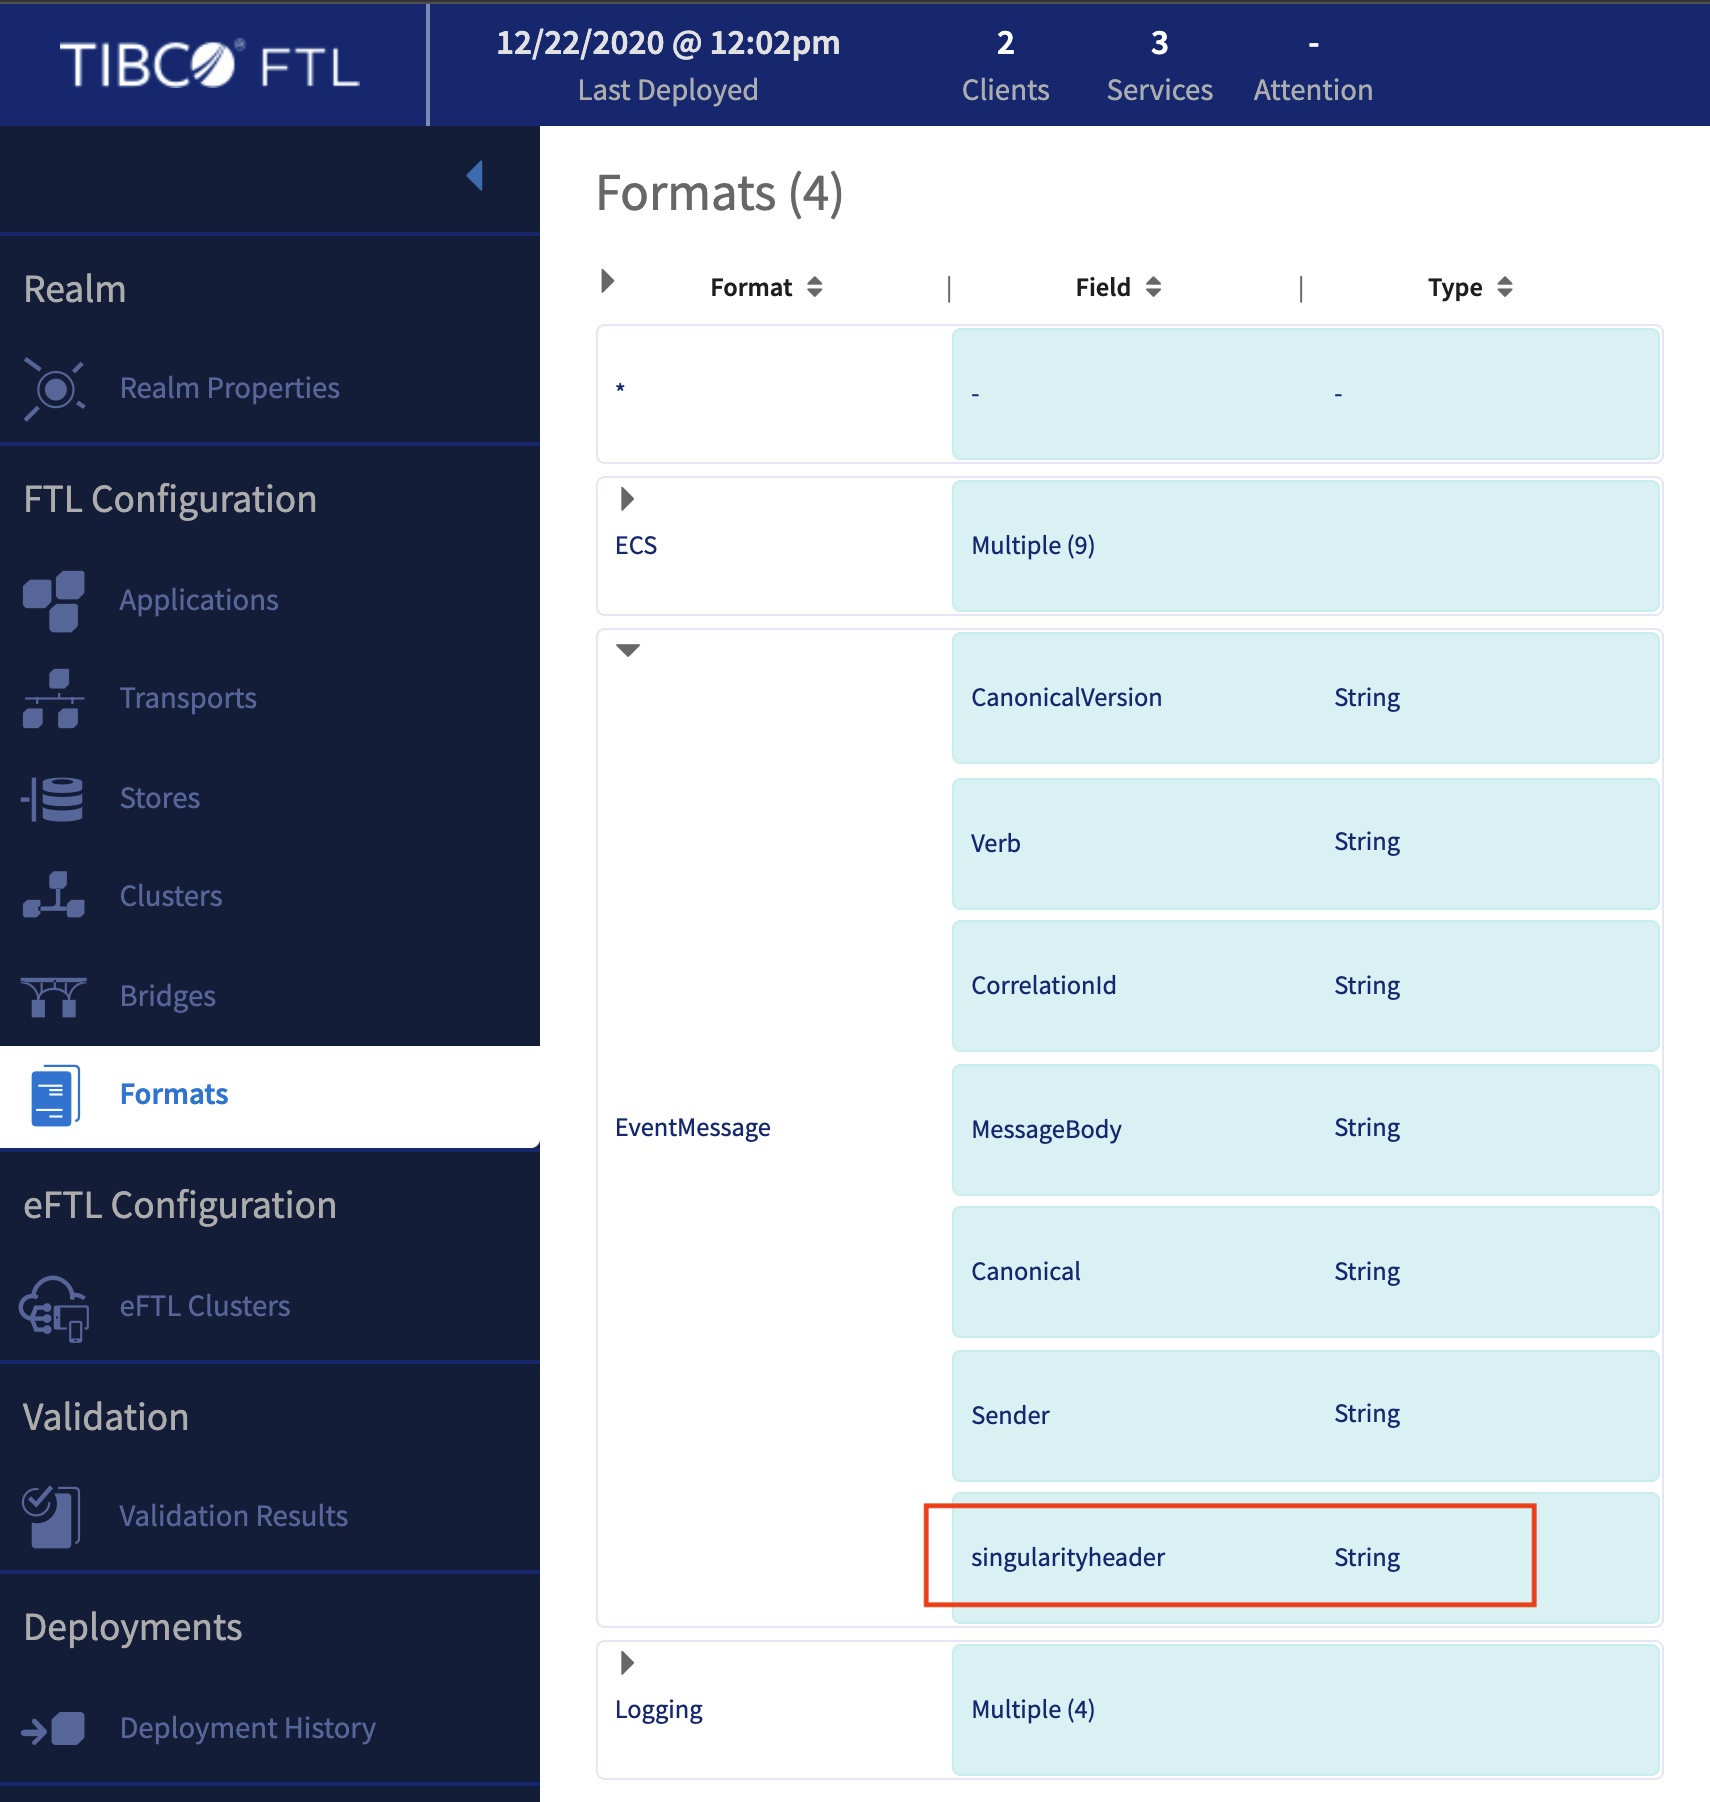 TIBCO® FTL
12/22/2020 @ 12:02pm
Last Deployed
2
Clients
3
Services
-
Attention
Realm
Realm Properties
FTL Configuration
Applications
Transports
Stores
Clusters
Bridges
Formats
eFTL Configuration
eFTL Clusters
Validation
Validation Results
Deployments
Deployment History
Formats (4)
Format | Field | Type
* - -
ECS Multiple (9)
EventMessage
CanonicalVersion String
Verb String
CorrelationId String
MessageBody String
Canonical String
Sender String
singularityheader String
Logging Multiple (4)